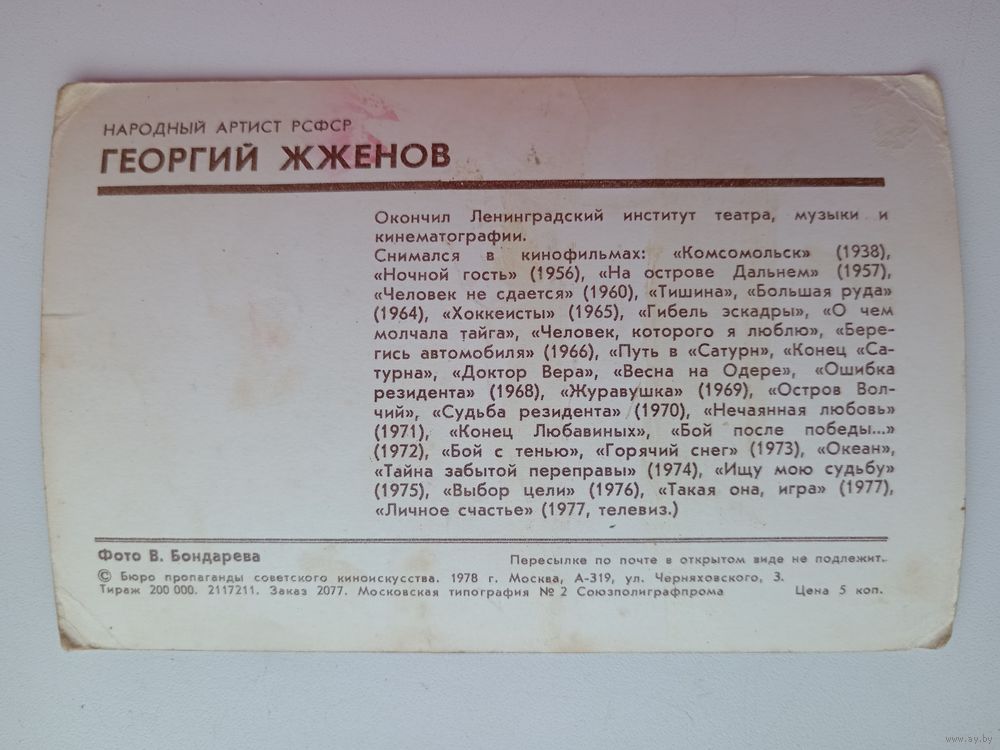 НАРОДНЫЙ АРТИСТ РСФСР
ГЕОРГИЙ ЖЖЕНОВ
Окончил Ленинградский институт театра, музыки и
кинематографии.
Снимался в кинофильмах: «Комсомольск» (1938),
«Ночной гость» (1956), «На острове Дальнем» (1957),
«Человек не сдается» (1960), «Тишина», «Большая руда»
(1964), «Хоккеисты» (1965), «Гибель эскадры», «О чем
молчала тайга», «Человек, которого я люблю», «Бере-
гись автомобиля» (1966), «Путь в «Сатурн», «Конец «Са-
турна», «Доктор Вера», «Весна на Одере», «Ошибка
резидента» (1968), «Журавушка» (1969), «Остров Вол-
чий», «Судьба резидента» (1970), «Нечаянная любовь»
(1971), «Конец Любавиных», «Бой после победы...»
(1972), «Бой с тенью», «Горячий снег» (1973), «Океан»,
«Тайна забытой переправы» (1974), «Ищу мою судьбу»
(1975), «Выбор цели» (1976), «Такая она, игра» (1977),
«Личное счастье» (1977, телевиз.)
Фото В. Бондарева
Пересылке по почте в открытом виде не подлежит.
© Бюро пропаганды советского киноискусства. 1978 г. Москва, А-319, ул. Черняховского, 3.
Тираж 200 000. 2117211. Заказ 2077. Московская типография № 2 Союзполиграфпрома Цена 5 коп.
www.ay.by